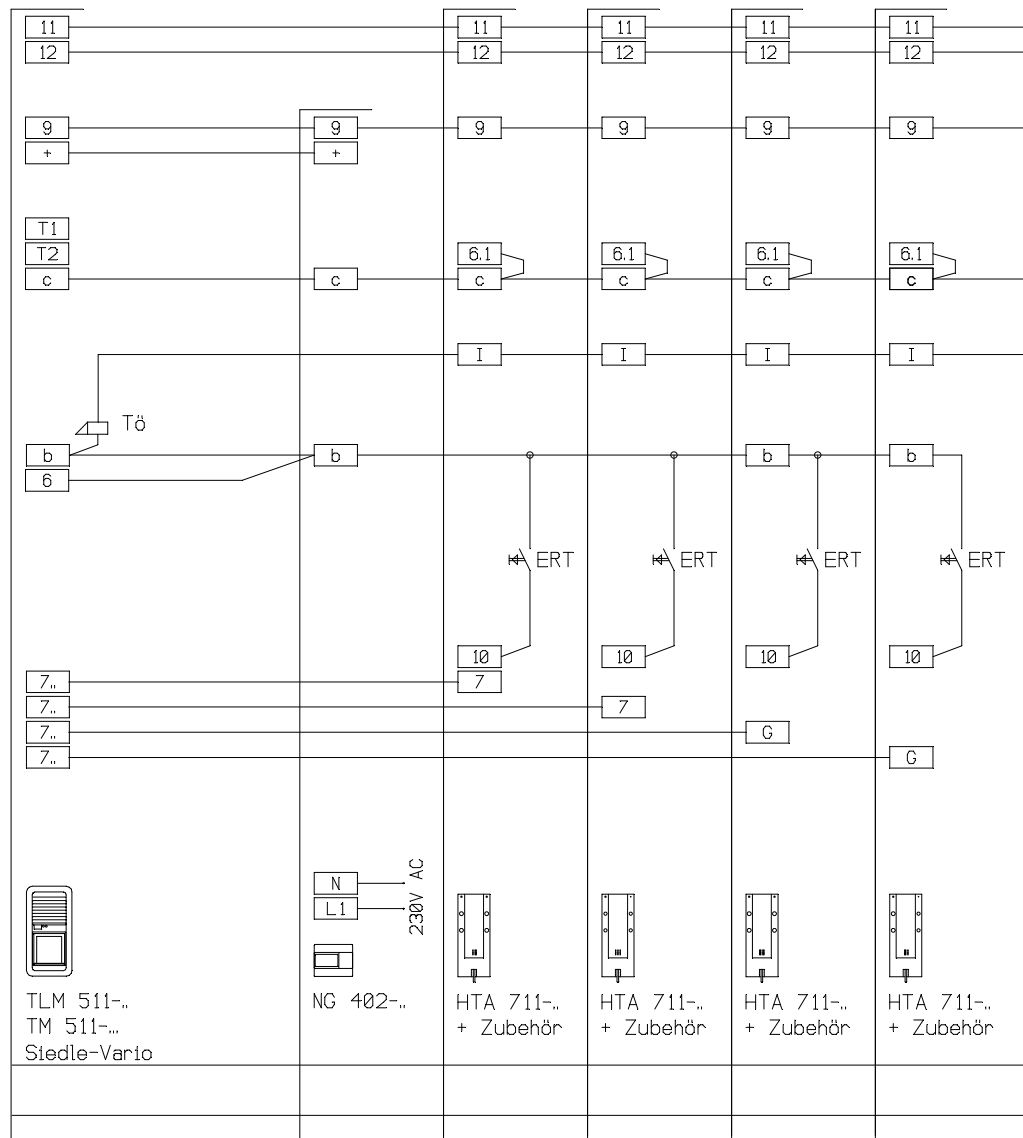 11 11 11 11 11
12 12 12 12 12
9 9 9 9 9 9
+ +
T1
T2 6.1 6.1 6.1 6.1
c c c c c c
I I I I
Tö
b b b b
6
ERT ERT ERT ERT
10 10 10 10
7.. 7
7.. 7
7.. G
7.. G
N
L1
230V AC
TLM 511-.. NG 402-.. HTA 711-.. HTA 711-.. HTA 711-.. HTA 711-..
TM 511-... + Zubehör + Zubehör + Zubehör + Zubehör
Siedle-Vario